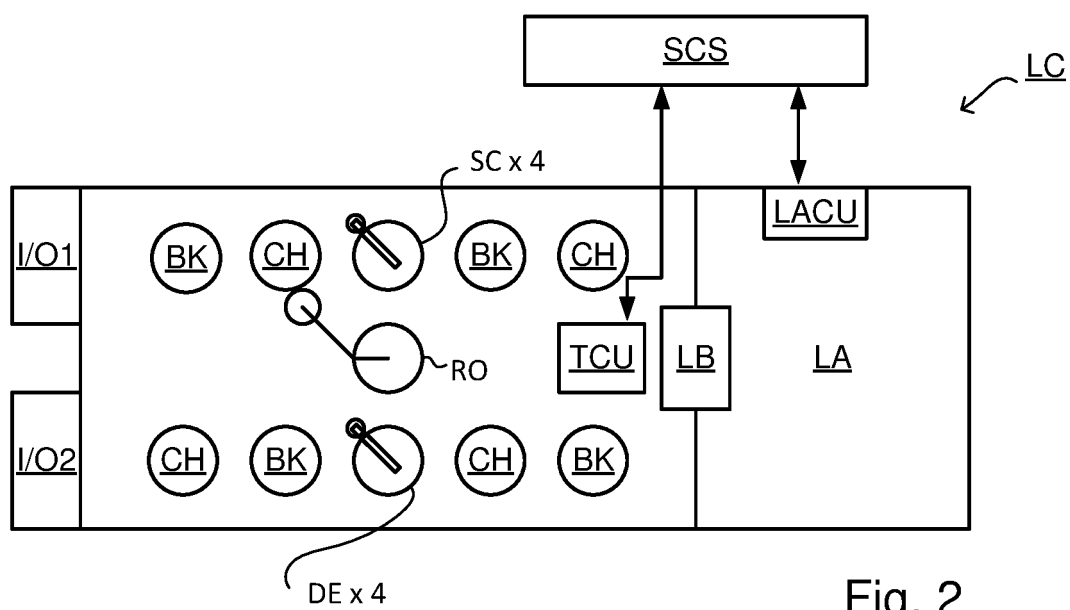 SCS
LC
SC x 4
LACU
I/O1
BK
CH
BK
CH
RO
TCU
LB
LA
I/O2
CH
BK
CH
BK
DE x 4
Fig. 2